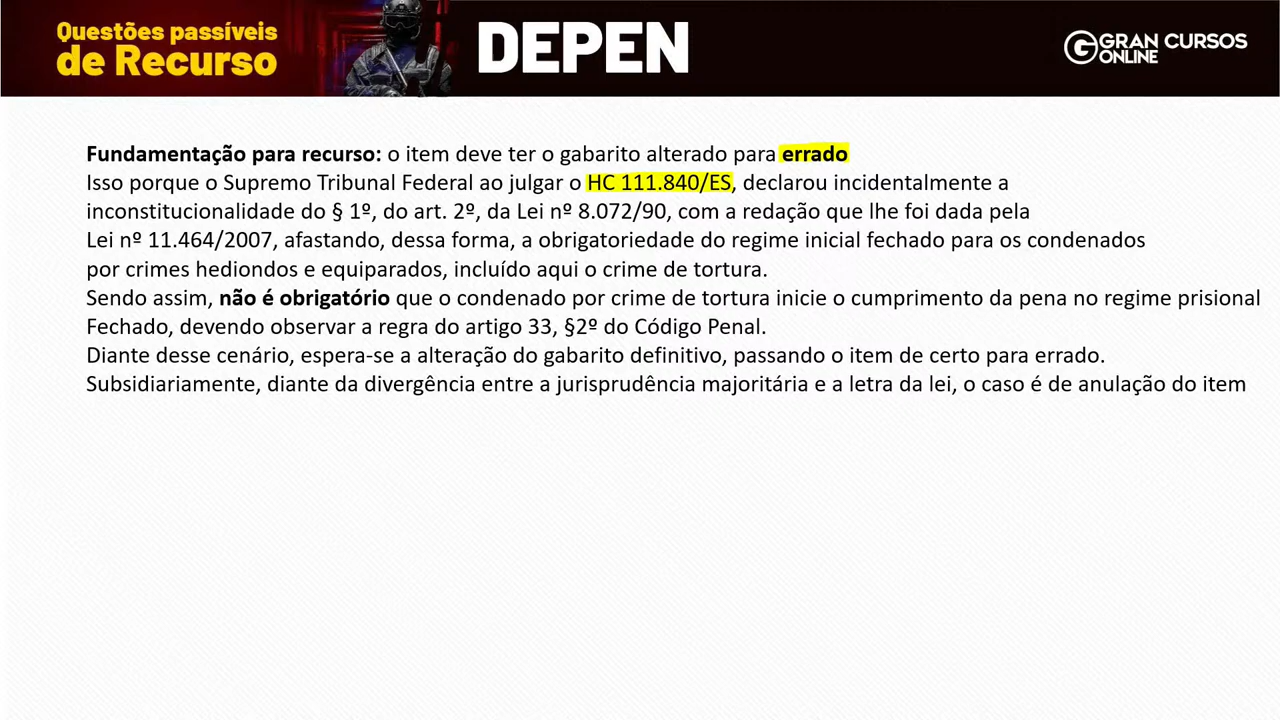 Questões passíveis
de Recurso
DEPEN
GRAN CURSOS
ONLINE
Fundamentação para recurso: o item deve ter o gabarito alterado para errado
Isso porque o Supremo Tribunal Federal ao julgar o HC 111.840/ES, declarou incidentalmente a
inconstitucionalidade do § 1º, do art. 2º, da Lei nº 8.072/90, com a redação que lhe foi dada pela
Lei nº 11.464/2007, afastando, dessa forma, a obrigatoriedade do regime inicial fechado para os condenados
por crimes hediondos e equiparados, incluído aqui o crime de tortura.
Sendo assim, não é obrigatório que o condenado por crime de tortura inicie o cumprimento da pena no regime prisional
Fechado, devendo observar a regra do artigo 33, §2º do Código Penal.
Diante desse cenário, espera-se a alteração do gabarito definitivo, passando o item de certo para errado.
Subsidiariamente, diante da divergência entre a jurisprudência majoritária e a letra da lei, o caso é de anulação do item